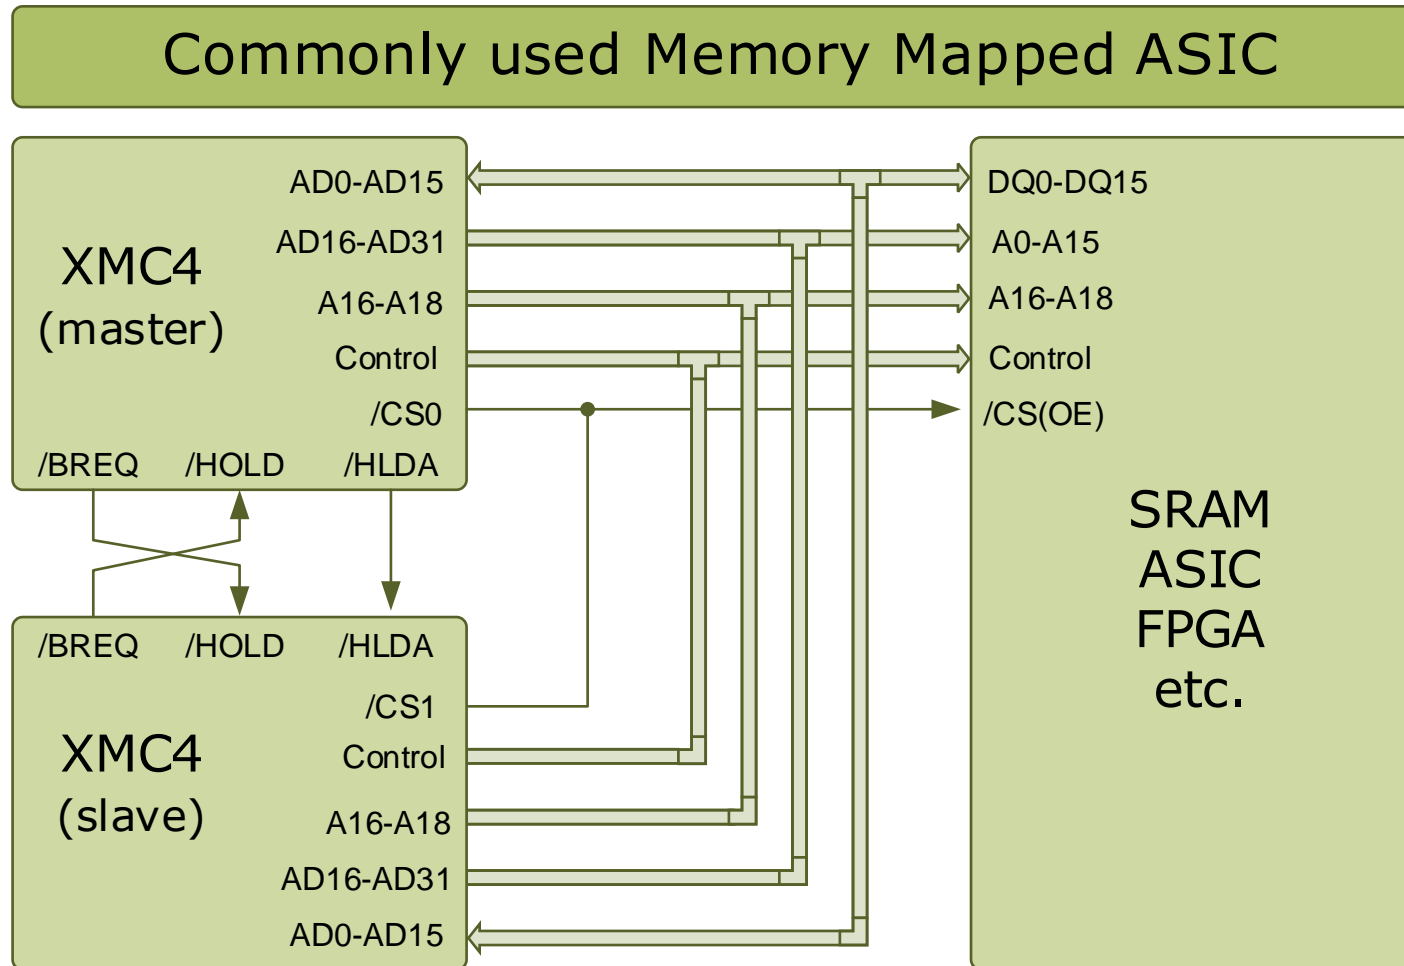 Commonly used Memory Mapped ASIC
XMC4
(master)
AD0-AD15
AD16-AD31
A16-A18
Control
/CS0
/BREQ /HOLD /HLDA
DQ0-DQ15
A0-A15
A16-A18
Control
/CS(OE)
SRAM
ASIC
FPGA
etc.
/BREQ /HOLD /HLDA
XMC4
(slave)
/CS1
Control
A16-A18
AD16-AD31
AD0-AD15